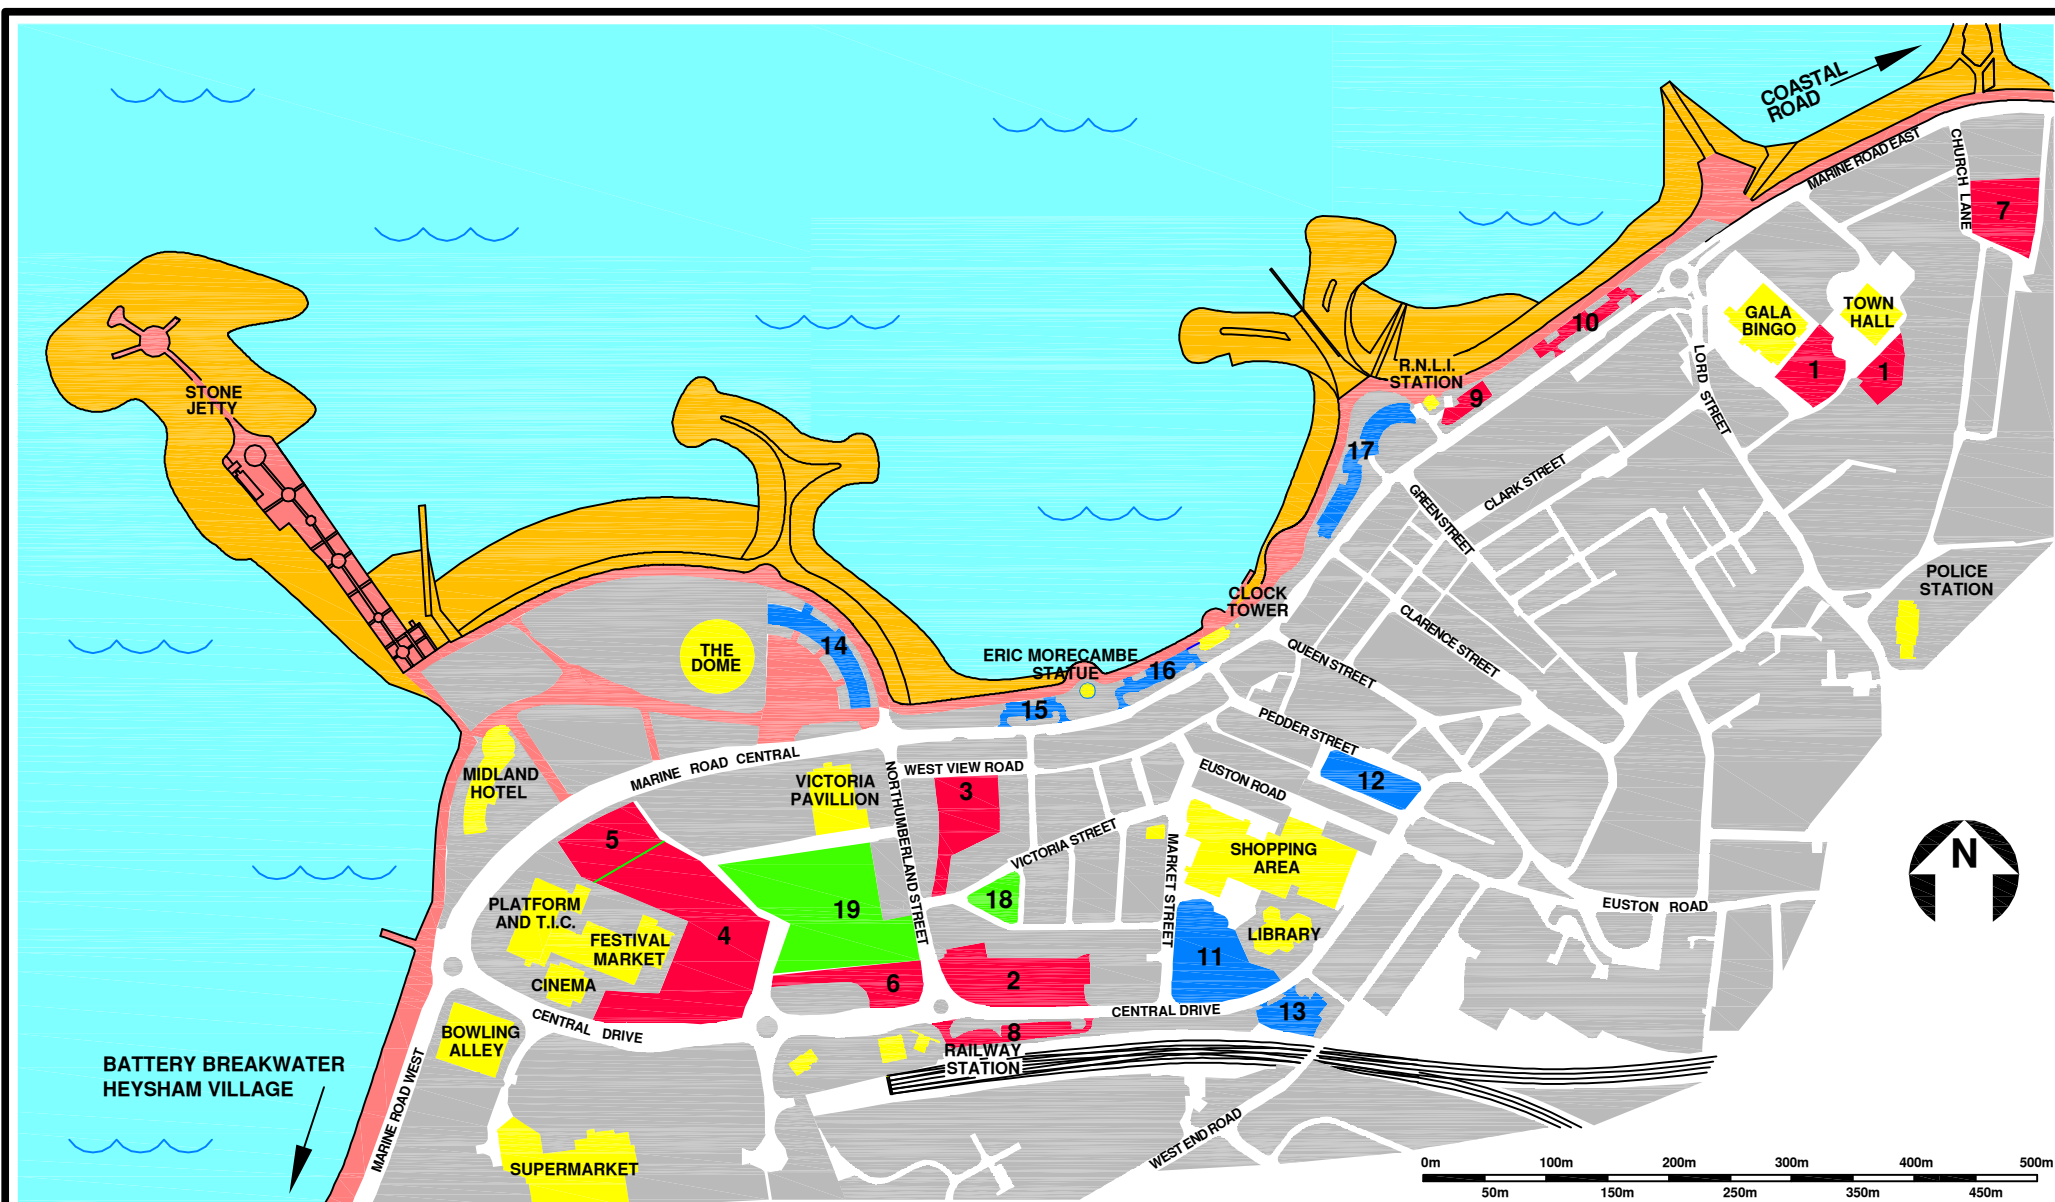 COASTAL
ROAD
MARINE ROAD EAST
CHURCH LANE
7
STONE
JETTY
GALA
BINGO
TOWN
HALL
10
1
1
R.N.L.I.
STATION
9
LORD STREET
17
CLARK STREET
GREEN STREET
POLICE
STATION
CLOCK
TOWER
CLARENCE STREET
QUEEN STREET
THE
DOME
14
ERIC MORECAMBE
STATUE
16
15
PEDDER STREET
MARINE ROAD CENTRAL
WEST VIEW ROAD
EUSTON ROAD
12
MIDLAND
HOTEL
VICTORIA
PAVILLION
NORTHUMBERLAND STREET
3
VICTORIA STREET
MARKET STREET
SHOPPING
AREA
N
5
PLATFORM
AND T.I.C.
19
18
EUSTON ROAD
4
FESTIVAL
MARKET
LIBRARY
11
CINEMA
6
2
CENTRAL DRIVE
13
CENTRAL DRIVE
BOWLING
ALLEY
8
RAILWAY
STATION
BATTERY BREAKWATER
HEYSHAM VILLAGE
MARINE ROAD WEST
WEST END ROAD
SUPERMARKET
0m 100m 200m 300m 400m 500m
50m 150m 250m 350m 450m